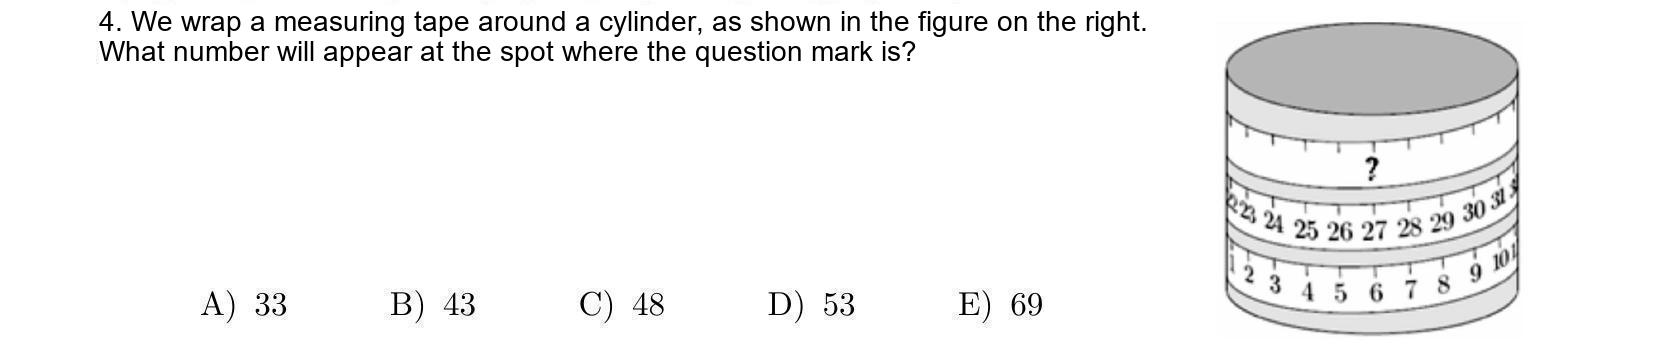 4. We wrap a measuring tape around a cylinder, as shown in the figure on the right.
What number will appear at the spot where the question mark is?
?
22 23 24 25 26 27 28 29 30 31
1 2 3 4 5 6 7 8 9 10
A) 33 B) 43 C) 48 D) 53 E) 69